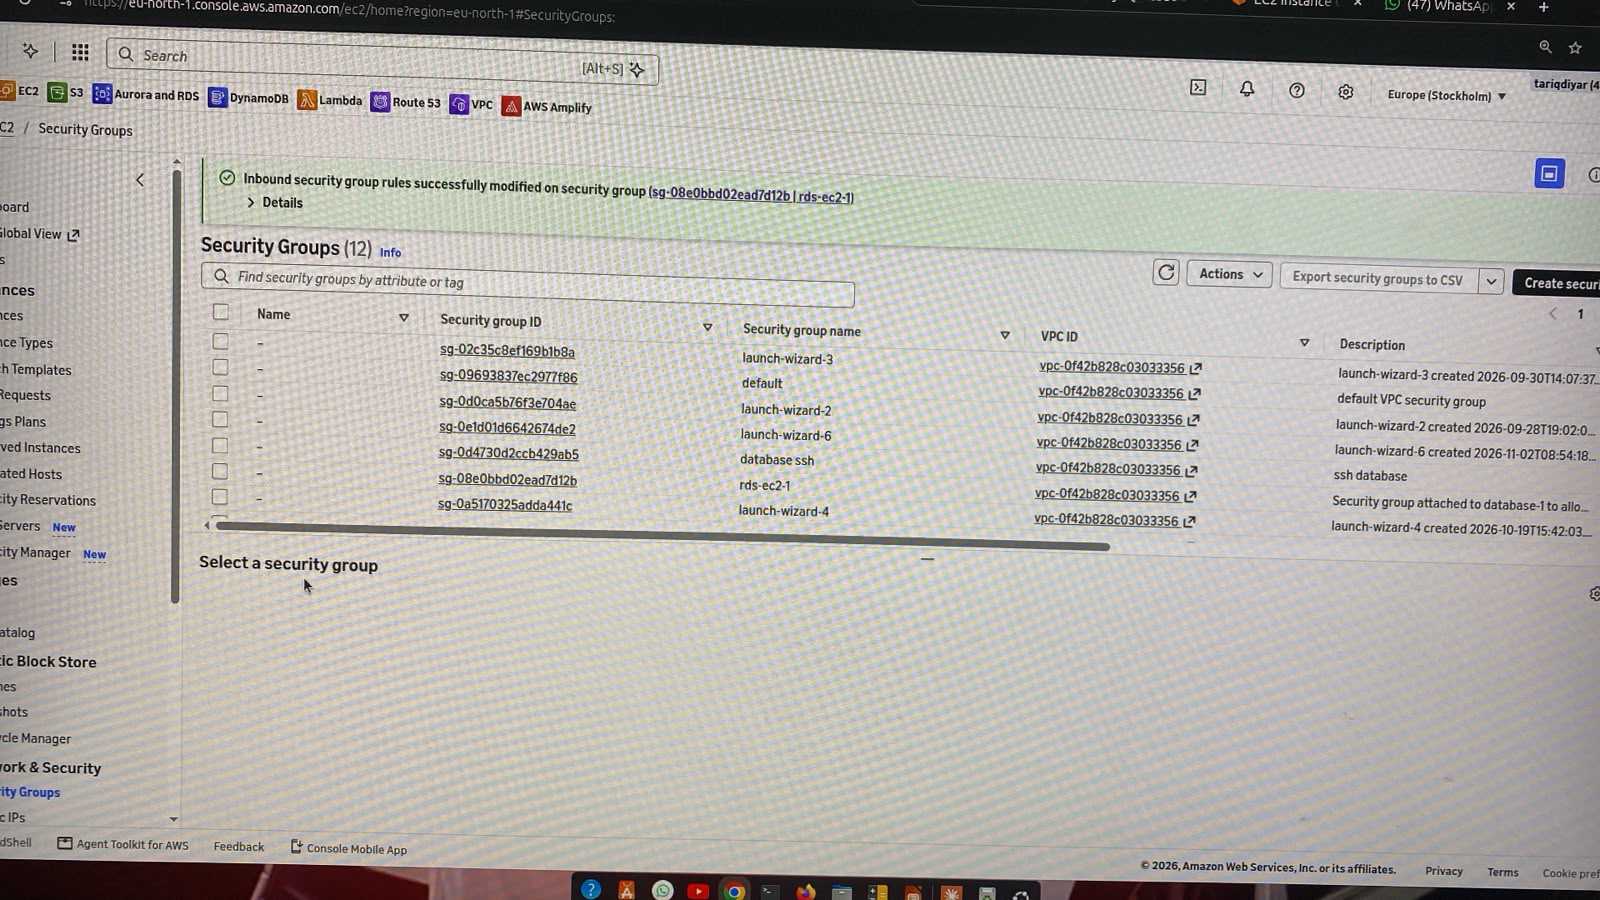 https://eu-north-1.console.aws.amazon.com/ec2/home?region=eu-north-1#SecurityGroups:
EC2 Instance
(47) WhatsAp
Search
[Alt+S]
tariqdiyar (4
Europe (Stockholm)
EC2
S3
Aurora and RDS
DynamoDB
Lambda
Route 53
VPC
AWS Amplify
C2 / Security Groups
Inbound security group rules successfully modified on security group (sg-08e0bbd02ead7d12b | rds-ec2-1)
Details
Security Groups (12) Info
Find security groups by attribute or tag
Actions
Export security groups to CSV
Create securi
1
Name
Security group ID
Security group name
VPC ID
Description
– sg-02c35c8ef169b1b8a launch-wizard-3 vpc-0f42b828c03033356 launch-wizard-3 created 2026-09-30T14:07:37...
– sg-09693837ec2977f86 default vpc-0f42b828c03033356 default VPC security group
– sg-0d0ca5b76f3e704ae launch-wizard-2 vpc-0f42b828c03033356 launch-wizard-2 created 2026-09-28T19:02:0...
– sg-0e1d01d6642674de2 launch-wizard-6 vpc-0f42b828c03033356 launch-wizard-6 created 2026-11-02T08:54:18...
– sg-0d4730d2ccb429ab5 database ssh vpc-0f42b828c03033356 ssh database
– sg-08e0bbd02ead7d12b rds-ec2-1 vpc-0f42b828c03033356 Security group attached to database-1 to allo...
– sg-0a5170325adda441c launch-wizard-4 vpc-0f42b828c03033356 launch-wizard-4 created 2026-10-19T15:42:03...
Select a security group
oard
Global View
s
nces
ces
nce Types
h Templates
Requests
gs Plans
ved Instances
ated Hosts
city Reservations
Servers New
city Manager New
es
atalog
tic Block Store
mes
shots
cle Manager
ork & Security
ity Groups
c IPs
dShell
Agent Toolkit for AWS
Feedback
Console Mobile App
© 2026, Amazon Web Services, Inc. or its affiliates.
Privacy
Terms
Cookie pref